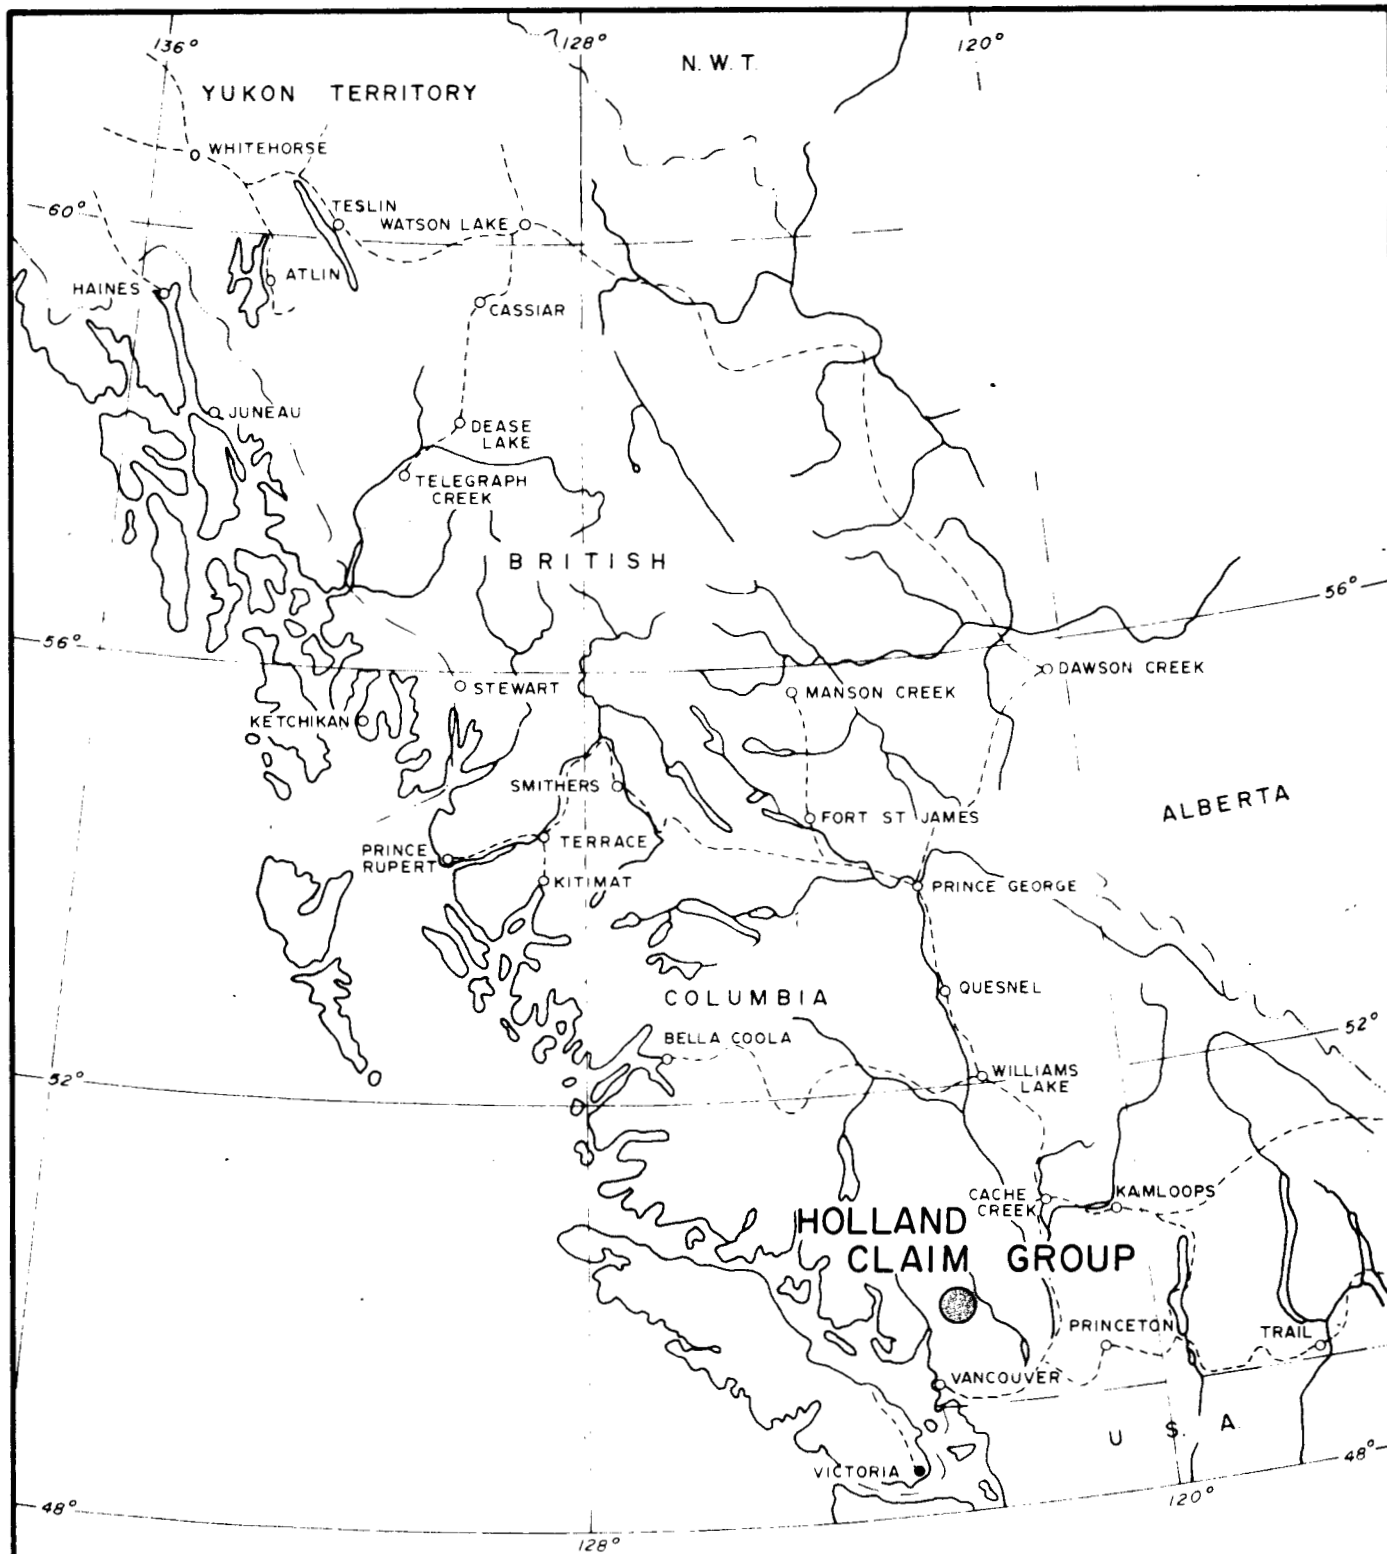 136°
128°
120°
N.W.T.
YUKON TERRITORY
WHITEHORSE
60°
TESLIN
WATSON LAKE
ATLIN
HAINES
CASSIAR
JUNEAU
DEASE
LAKE
TELEGRAPH
CREEK
BRITISH
56°
56°
DAWSON CREEK
STEWART
MANSON CREEK
KETCHIKAN
SMITHERS
ALBERTA
FORT ST JAMES
PRINCE
RUPERT
TERRACE
KITIMAT
PRINCE GEORGE
QUESNEL
COLUMBIA
BELLA COOLA
52°
WILLIAMS
LAKE
52°
CACHE
CREEK
KAMLOOPS
HOLLAND
CLAIM GROUP
PRINCETON
TRAIL
VANCOUVER
U.S.A.
VICTORIA
48°
48°
120°
128°